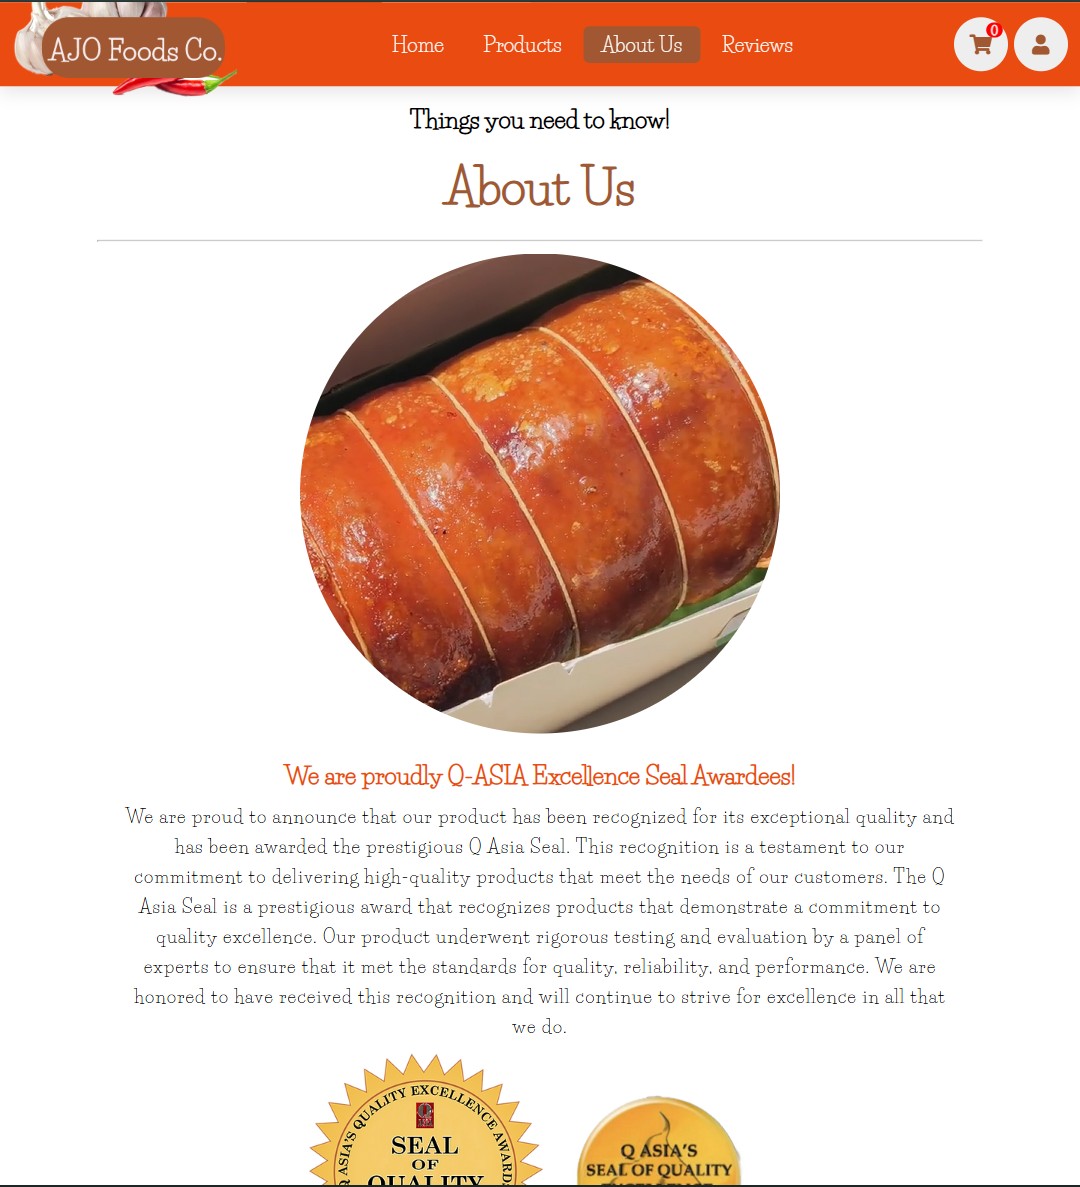 AJO Foods Co.
Home Products About Us Reviews
0
Things you need to know!
About Us
We are proudly Q-ASIA Excellence Seal Awardees!
We are proud to announce that our product has been recognized for its exceptional quality and
has been awarded the prestigious Q Asia Seal. This recognition is a testament to our
commitment to delivering high-quality products that meet the needs of our customers. The Q
Asia Seal is a prestigious award that recognizes products that demonstrate a commitment to
quality excellence. Our product underwent rigorous testing and evaluation by a panel of
experts to ensure that it met the standards for quality, reliability, and performance. We are
honored to have received this recognition and will continue to strive for excellence in all that
we do.
ASIA'S QUALITY EXCELLENCE AWARDS
Q
SEAL
OF
QUALITY
Q ASIA'S
SEAL OF QUALITY
EXCELLENCE